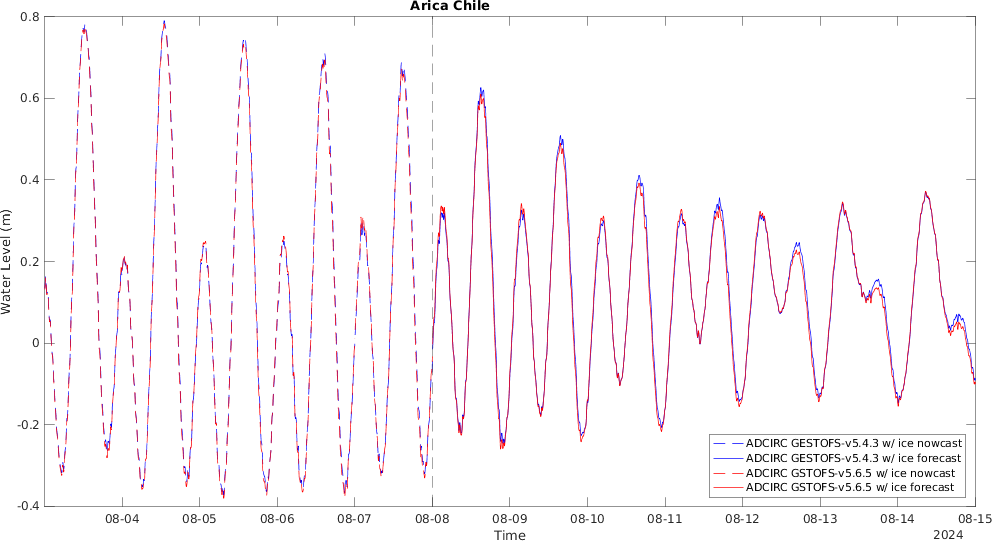 Arica Chile
Water Level (m)
0.8
0.6
0.4
0.2
0
-0.2
-0.4
ADCIRC GESTOFS-v5.4.3 w/ ice nowcast
ADCIRC GESTOFS-v5.4.3 w/ ice forecast
ADCIRC GSTOFS-v5.6.5 w/ ice nowcast
ADCIRC GSTOFS-v5.6.5 w/ ice forecast
08-04 08-05 08-06 08-07 08-08 08-09 08-10 08-11 08-12 08-13 08-14 08-15
Time
2024